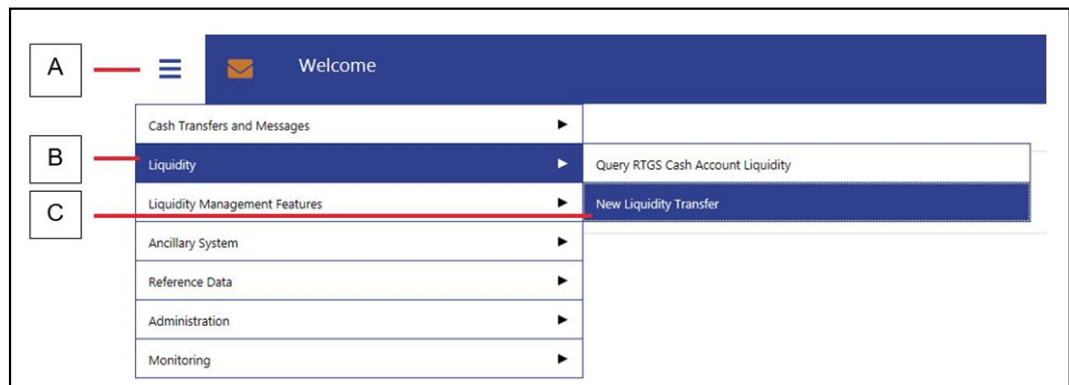 A
Welcome
Cash Transfers and Messages
B
Liquidity
Query RTGS Cash Account Liquidity
C
Liquidity Management Features
New Liquidity Transfer
Ancillary System
Reference Data
Administration
Monitoring